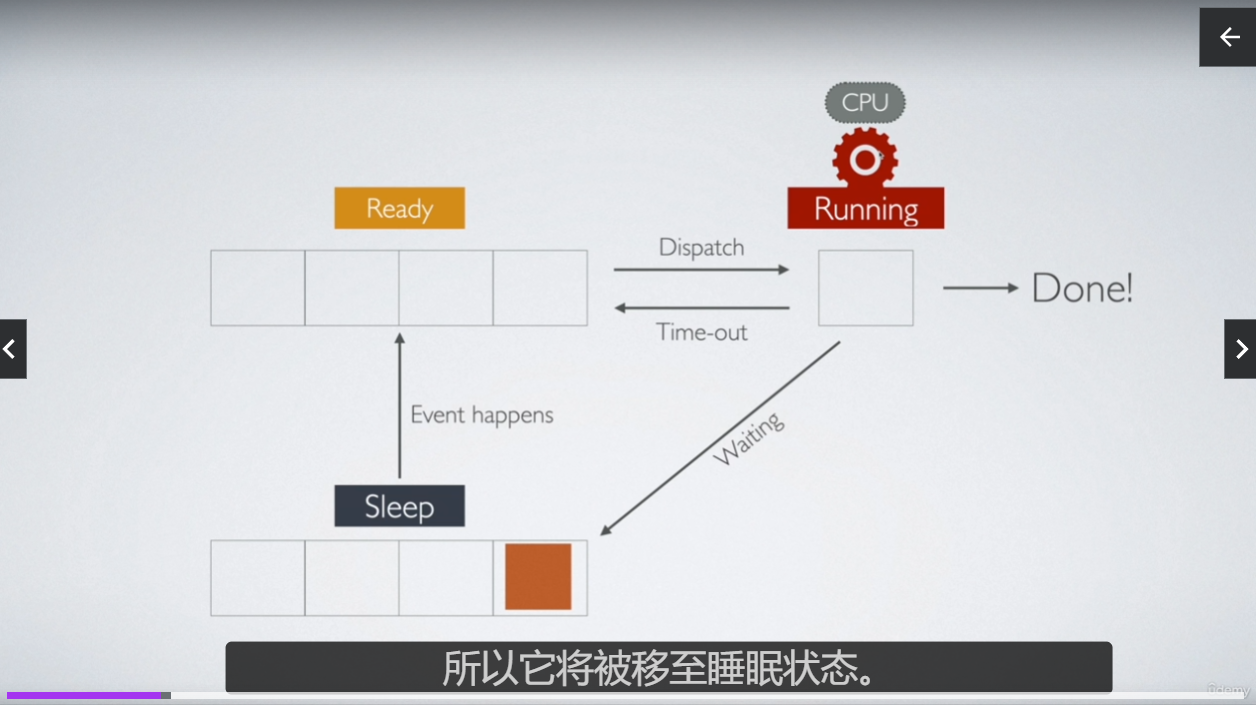 CPU
Ready
Running
Dispatch
Done!
Time-out
Event happens
Waiting
Sleep
所以它将被移至睡眠状态。